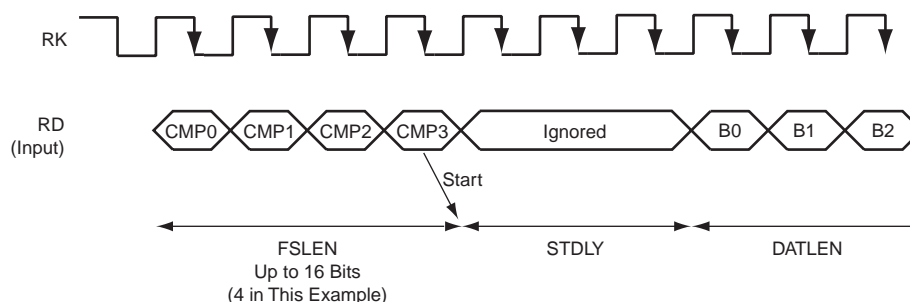 RK
RD
(Input)
CMP0 CMP1 CMP2 CMP3 Ignored B0 B1 B2
Start
FSLEN
Up to 16 Bits
(4 in This Example)
STDLY
DATLEN